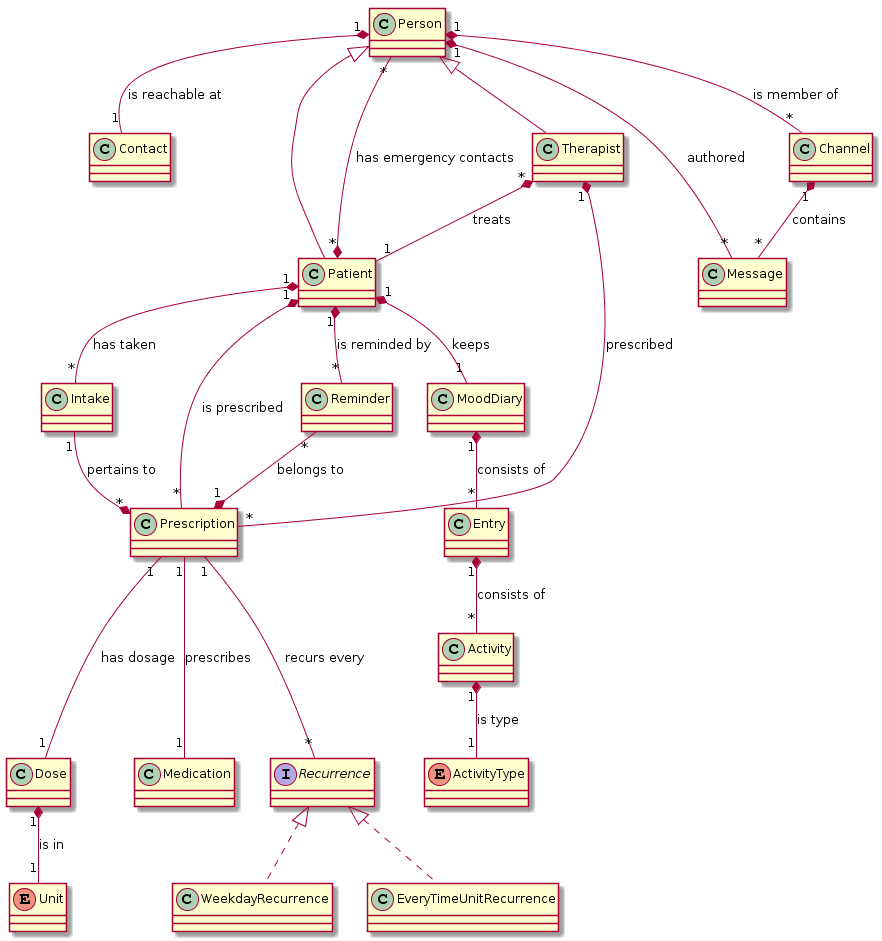 C Person
1
1
1
*
is reachable at
is member of
1
*
C Contact
has emergency contacts
C Therapist
authored
C Channel
*
1
1
treats
contains
*
1
*
*
C Patient
C Message
1
1
1
1
has taken
is reminded by
keeps
prescribed
*
*
1
C Intake
is prescribed
C Reminder
C MoodDiary
1
*
1
pertains to
belongs to
consists of
*
*
1
*
*
C Prescription
C Entry
1
1
1
1
consists of
*
has dosage
prescribes
recurs every
C Activity
1
is type
1
1
*
1
C Dose
C Medication
I Recurrence
E ActivityType
1
is in
1
E Unit
C WeekdayRecurrence
C EveryTimeUnitRecurrence